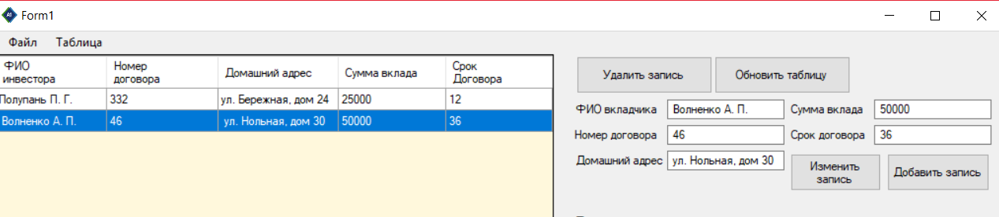 Form1
Файл Таблица
ФИО инвестора Номер договора Домашний адрес Сумма вклада Срок Договора
Полупань П. Г. 332 ул. Бережная, дом 24 25000 12
Волненко А. П. 46 ул. Нольная, дом 30 50000 36
Удалить запись Обновить таблицу
ФИО вкладчика Волненко А. П. Сумма вклада 50000
Номер договора 46 Срок договора 36
Домашний адрес ул. Нольная, дом 30
Изменить запись Добавить запись